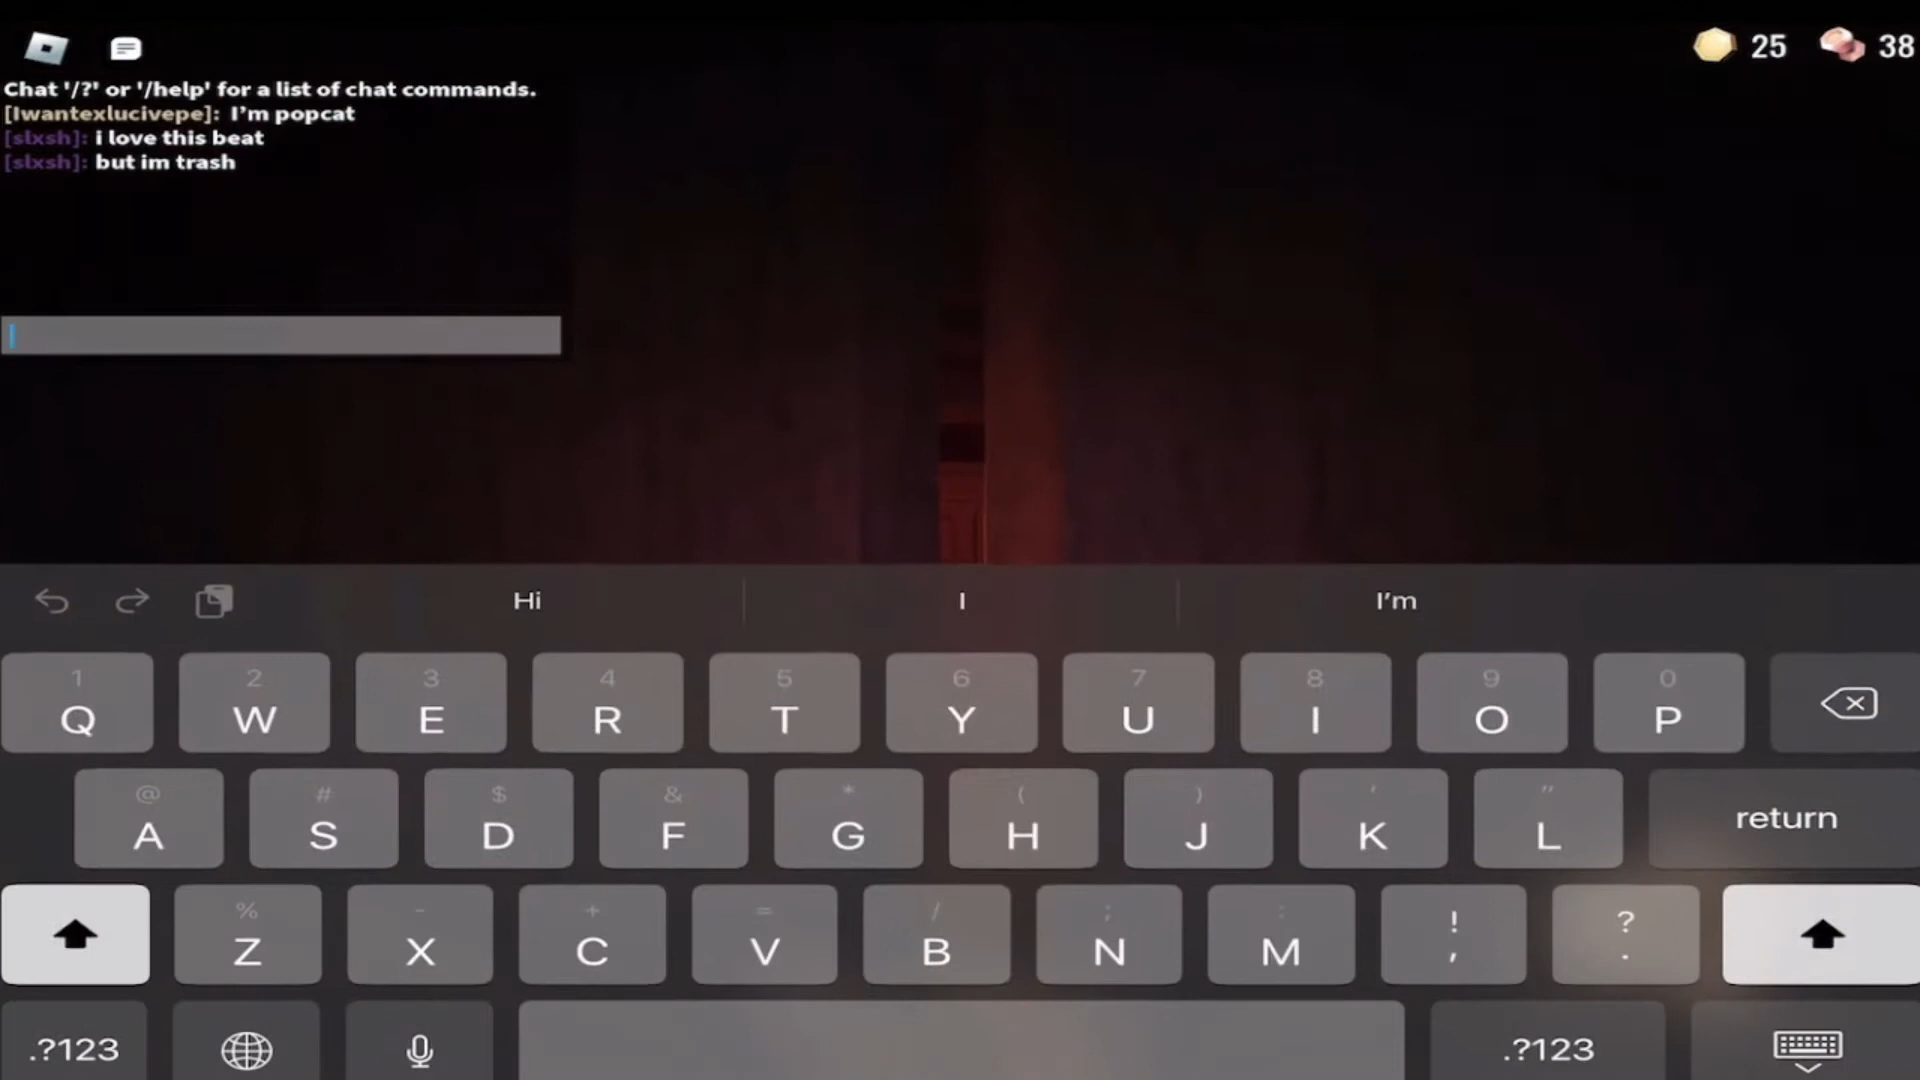 25 38
Chat '/?' or '/help' for a list of chat commands.
[Iwantexlucivepe]: I'm popcat
[slxsh]: i love this beat
[slxsh]: but im trash
Hi I I'm
1 2 3 4 5 6 7 8 9 0
Q W E R T Y U I O P
@ # $ & * ( ) ' "
A S D F G H J K L return
% - + = / ; : ! ?
Z X C V B N M , .
.?123 .?123